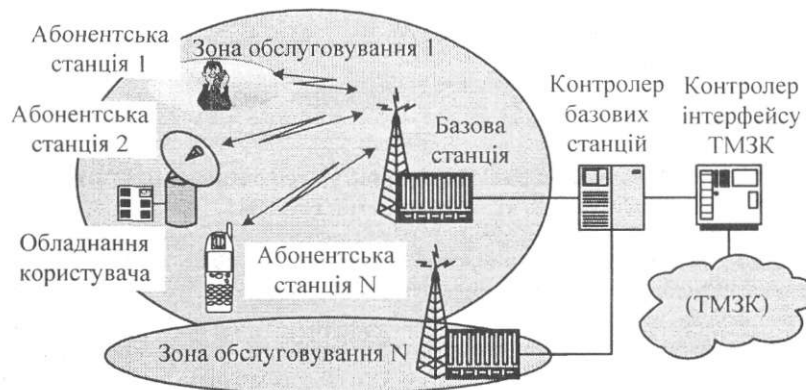 Абонентська
станція 1
Зона обслуговування 1
Абонентська
станція 2
Базова
станція
Контролер
базових
станцій
Контролер
інтерфейсу
ТМЗК
Обладнання
користувача
Абонентська
станція N
(ТМЗК)
Зона обслуговування N